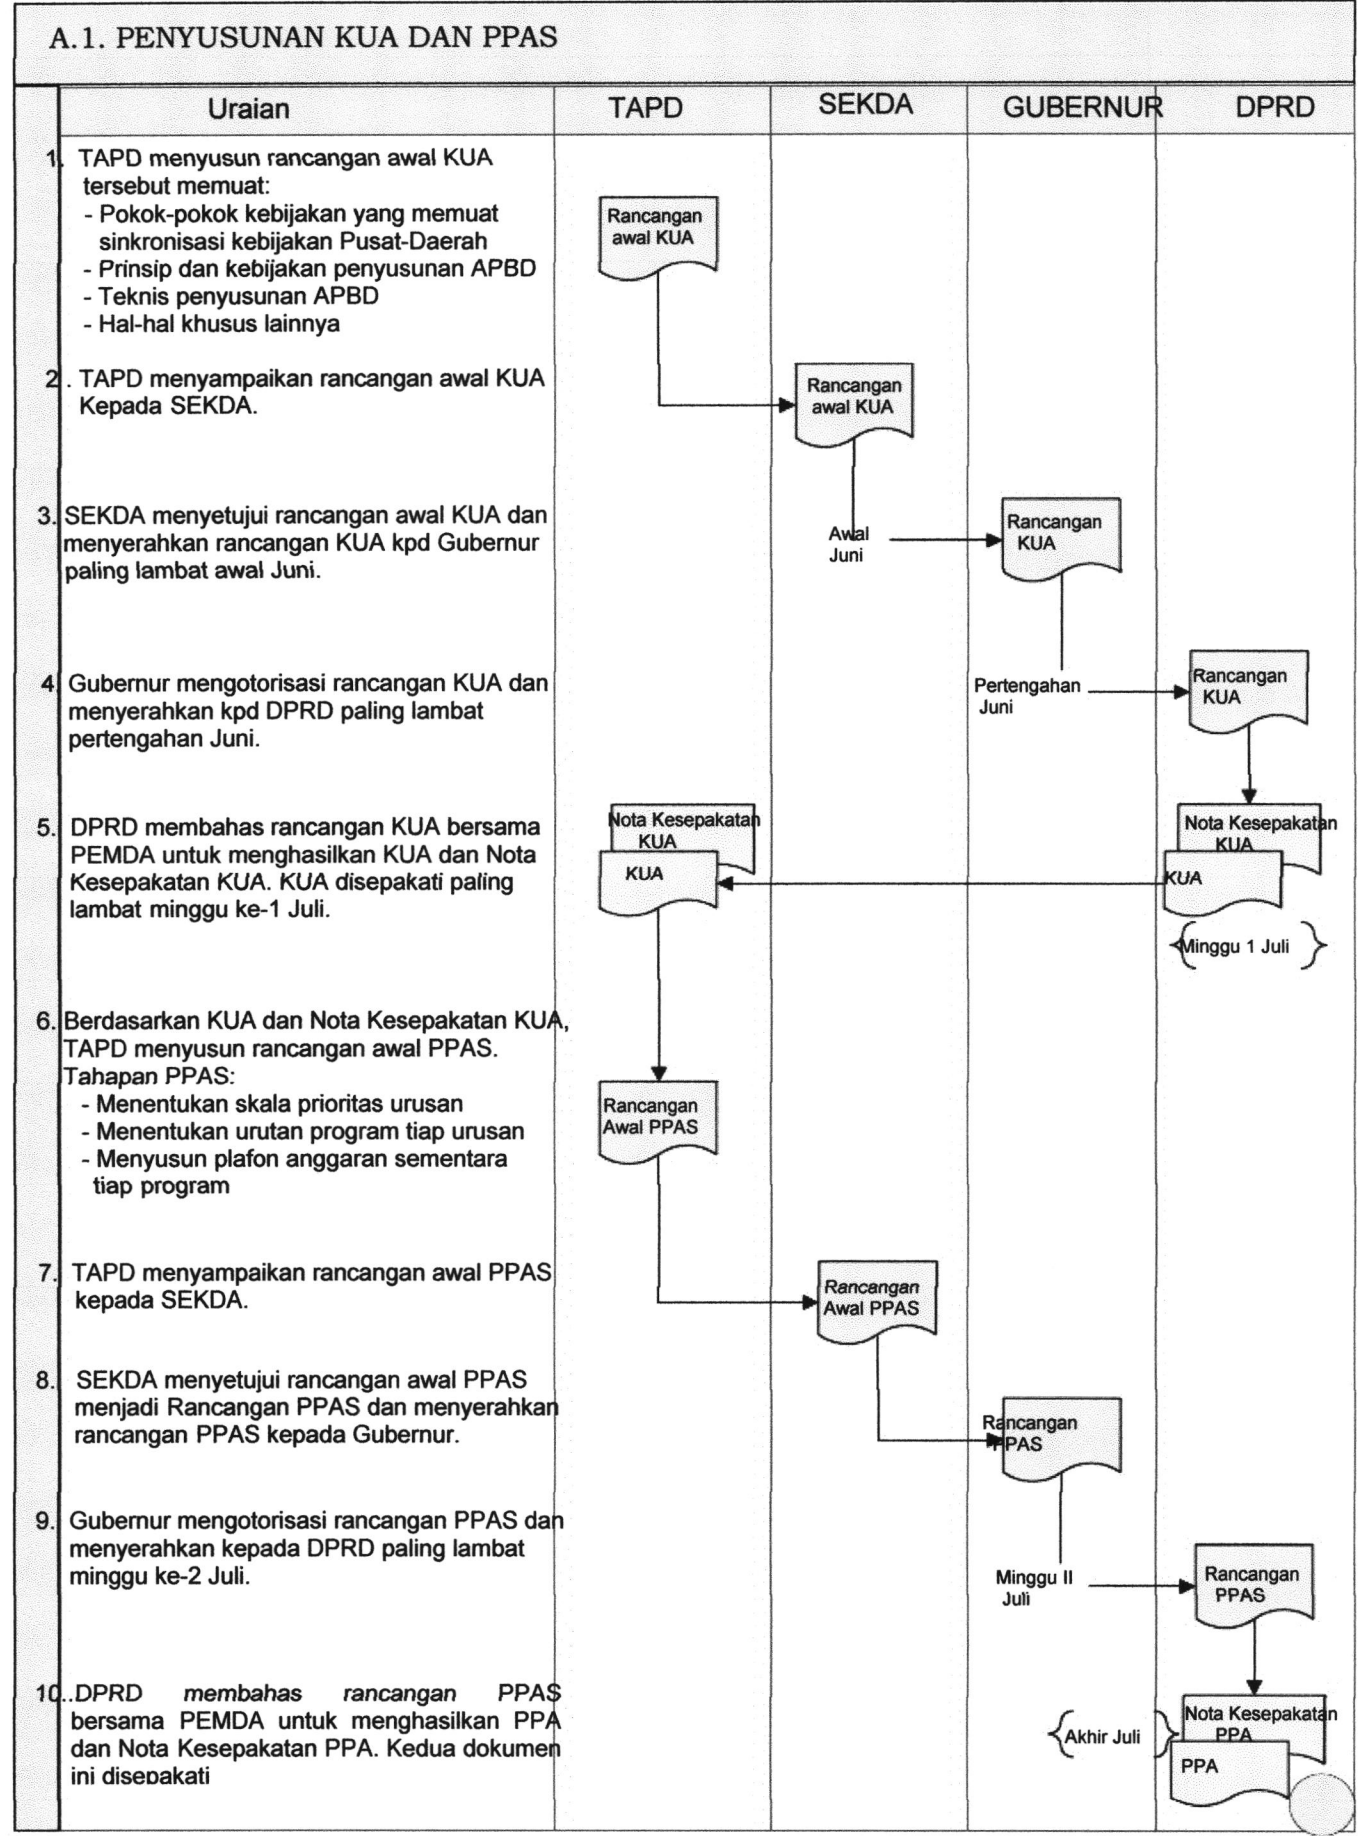 A.1. PENYUSUNAN KUA DAN PPAS
Uraian TAPD SEKDA GUBERNUR DPRD
1. TAPD menyusun rancangan awal KUA
tersebut memuat:
- Pokok-pokok kebijakan yang memuat
sinkronisasi kebijakan Pusat-Daerah
- Prinsip dan kebijakan penyusunan APBD
- Teknis penyusunan APBD
- Hal-hal khusus lainnya
Rancangan
awal KUA
2. TAPD menyampaikan rancangan awal KUA
Kepada SEKDA.
Rancangan
awal KUA
3. SEKDA menyetujui rancangan awal KUA dan
menyerahkan rancangan KUA kpd Gubernur
paling lambat awal Juni.
Awal
Juni
Rancangan
KUA
4 Gubernur mengotorisasi rancangan KUA dan
menyerahkan kpd DPRD paling lambat
pertengahan Juni.
Pertengahan
Juni
Rancangan
KUA
5. DPRD membahas rancangan KUA bersama
PEMDA untuk menghasilkan KUA dan Nota
Kesepakatan KUA. KUA disepakati paling
lambat minggu ke-1 Juli.
Nota Kesepakatan
KUA
KUA
Nota Kesepakatan
KUA
KUA
Minggu 1 Juli
6. Berdasarkan KUA dan Nota Kesepakatan KUA,
TAPD menyusun rancangan awal PPAS.
Tahapan PPAS:
- Menentukan skala prioritas urusan
- Menentukan urutan program tiap urusan
- Menyusun plafon anggaran sementara
tiap program
Rancangan
Awal PPAS
7. TAPD menyampaikan rancangan awal PPAS
kepada SEKDA.
Rancangan
Awal PPAS
8. SEKDA menyetujui rancangan awal PPAS
menjadi Rancangan PPAS dan menyerahkan
rancangan PPAS kepada Gubernur.
Rancangan
PPAS
9. Gubernur mengotorisasi rancangan PPAS dan
menyerahkan kepada DPRD paling lambat
minggu ke-2 Juli.
Minggu II
Juli
Rancangan
PPAS
10..DPRD membahas rancangan PPAS
bersama PEMDA untuk menghasilkan PPA
dan Nota Kesepakatan PPA. Kedua dokumen
ini disepakati
Akhir Juli
Nota Kesepakatan
PPA
PPA